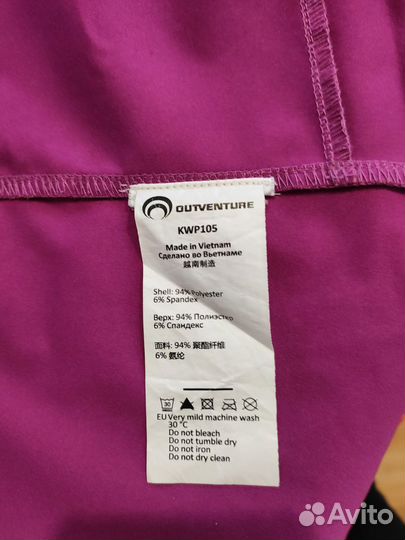 OUTVENTURE
KWP105
Made in Vietnam
Сделано во Вьетнаме
越南制造
Shell: 94% Polyester
6% Spandex
Верх: 94% Полиэстер
6% Спандекс
面料: 94% 聚酯纤维
6% 氨纶
30
EU Very mild machine wash
30 °C
Do not bleach
Do not tumble dry
Do not iron
Do not dry clean
Avito